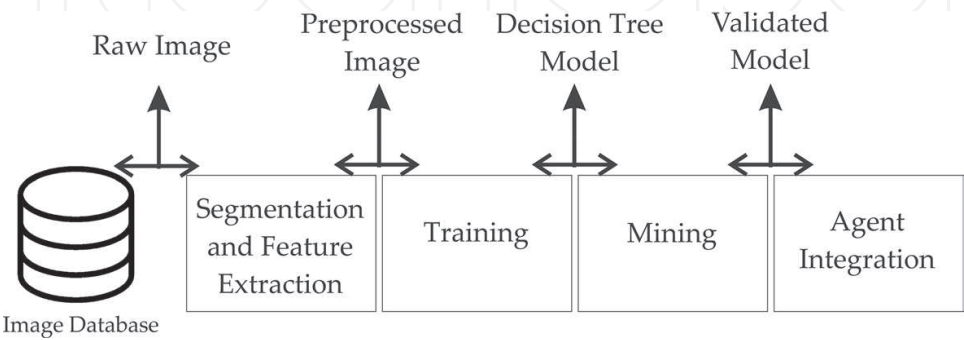 Raw Image
Preprocessed
Image
Decision Tree
Model
Validated
Model
Segmentation
and Feature
Extraction
Training
Mining
Agent
Integration
Image Database